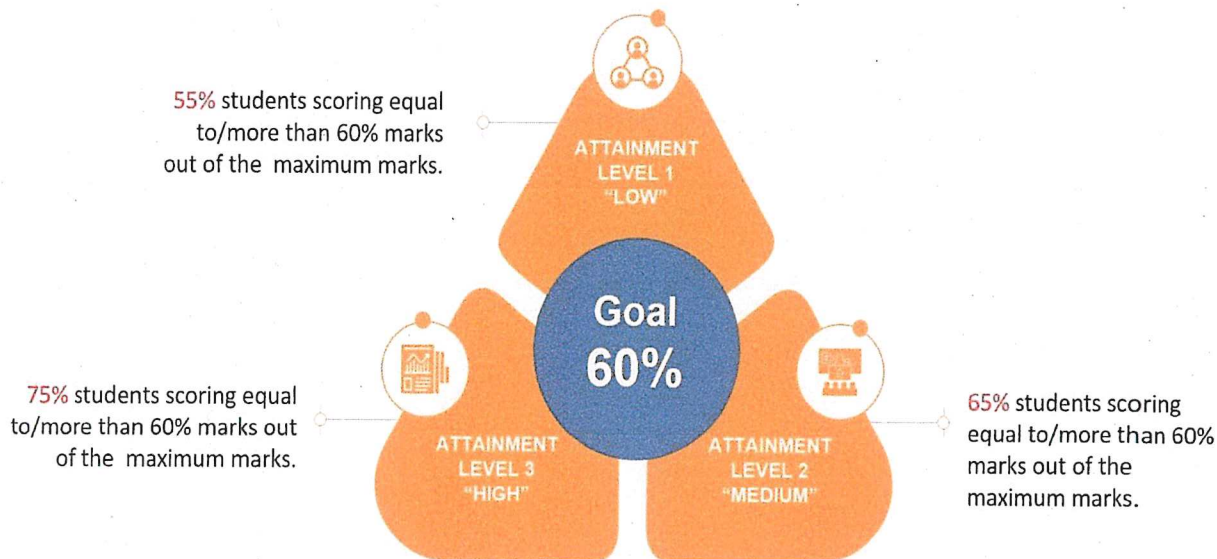 55% students scoring equal
to/more than 60% marks
out of the maximum marks.
ATTAINMENT
LEVEL 1
“LOW”
Goal
60%
75% students scoring equal
to/more than 60% marks out
of the maximum marks.
ATTAINMENT
LEVEL 3
“HIGH”
ATTAINMENT
LEVEL 2
“MEDIUM”
65% students scoring
equal to/more than 60%
marks out of the
maximum marks.